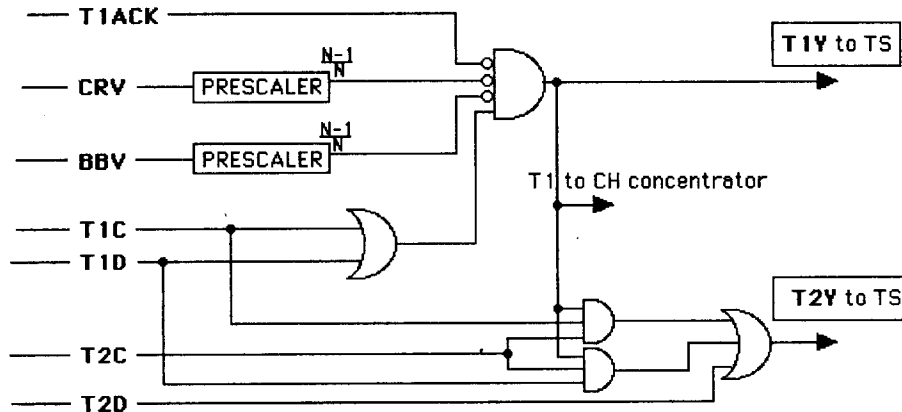 T1ACK
N-1
N
T1Y to TS
CRV
PRESCALER
N-1
N
BBV
PRESCALER
T1 to CH concentrator
T1C
T1D
T2Y to TS
T2C
T2D